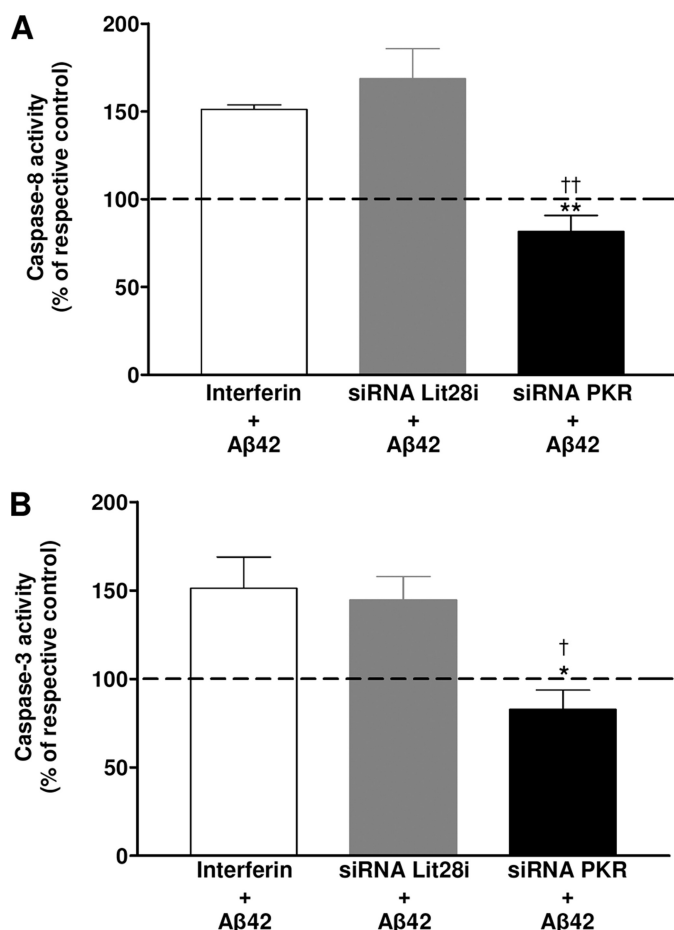 A
Caspase-8 activity
(% of respective control)
200
150
100
50
0
††
**
Interferin siRNA Lit28i siRNA PKR
+ + +
Aβ42 Aβ42 Aβ42
B
Caspase-3 activity
(% of respective control)
200
150
100
50
0
†
*
Interferin siRNA Lit28i siRNA PKR
+ + +
Aβ42 Aβ42 Aβ42